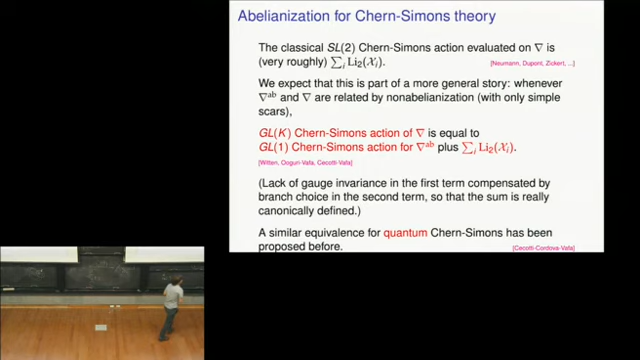 Abelianization for Chern-Simons theory
The classical SL(2) Chern-Simons action evaluated on ∇ is
(very roughly) ∑ᵢ Li₂(𝒳ᵢ).
[Neumann, Dupont, Zickert, ...]
We expect that this is part of a more general story: whenever
∇ᵃᵇ and ∇ are related by nonabelianization (with only simple
scars),
GL(K) Chern-Simons action of ∇ is equal to
GL(1) Chern-Simons action for ∇ᵃᵇ plus ∑ᵢ Li₂(𝒳ᵢ).
[Witten, Ooguri-Vafa, Cecotti-Vafa]
(Lack of gauge invariance in the first term compensated by
branch choice in the second term, so that the sum is really
canonically defined.)
A similar equivalence for quantum Chern-Simons has been
proposed before.
[Cecotti-Cordova-Vafa]